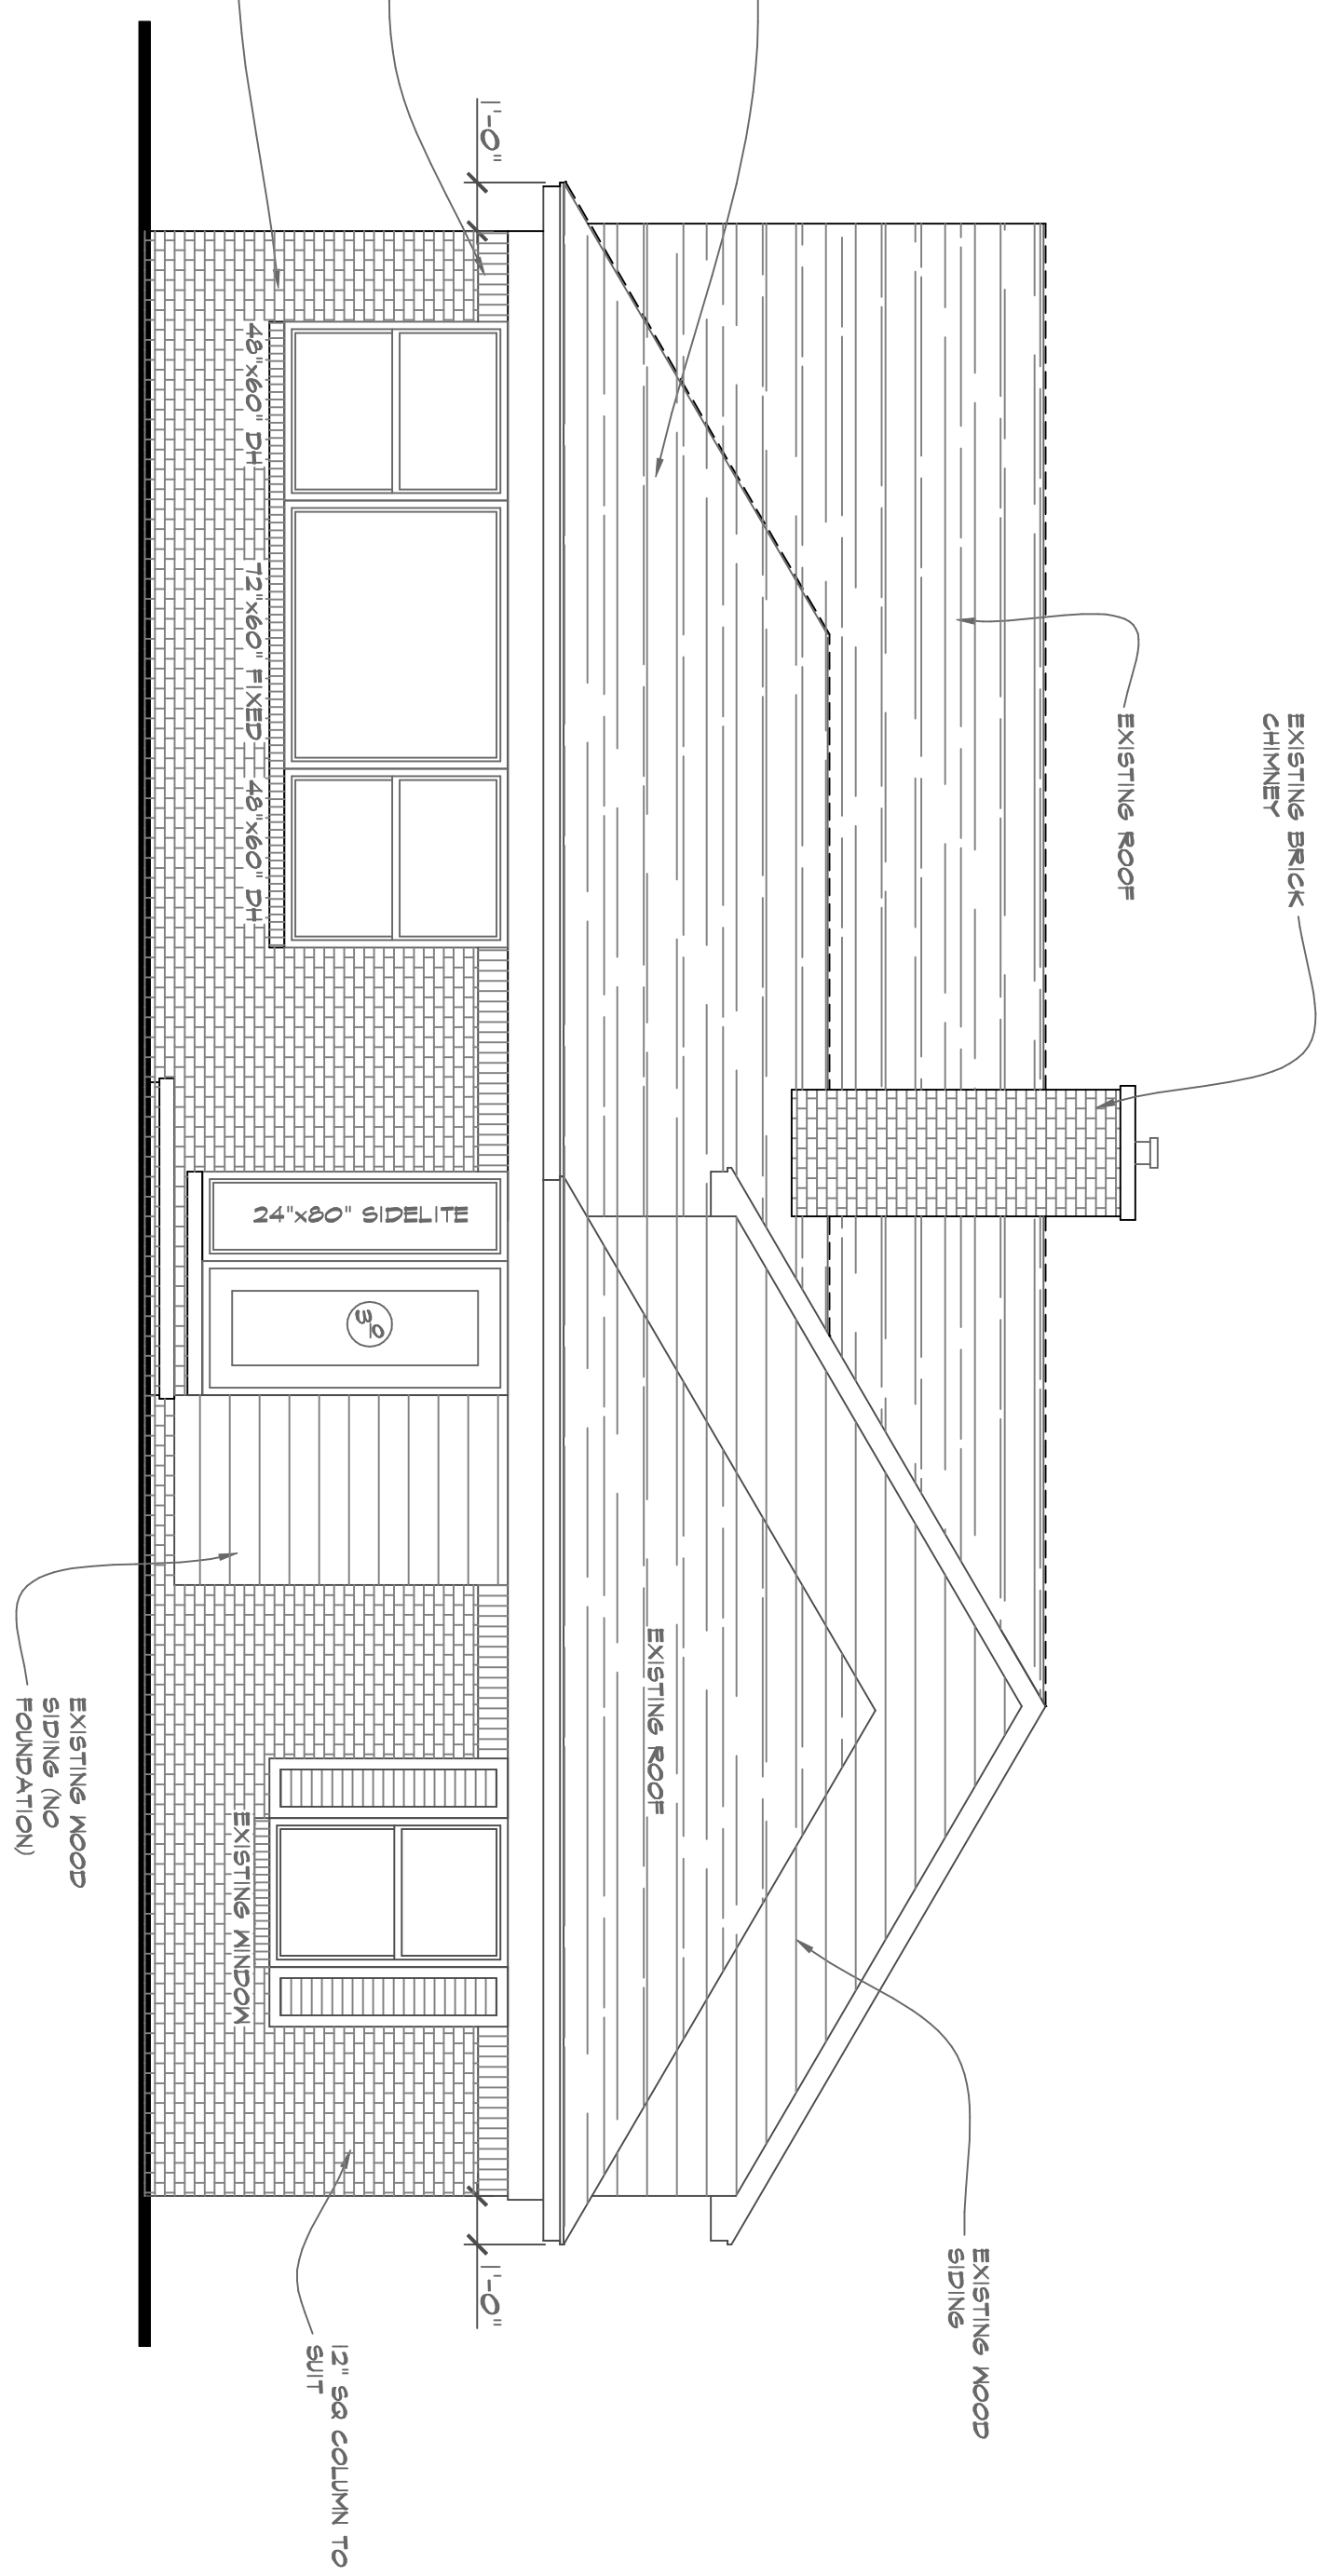 EXISTING BRICK
CHIMNEY
EXISTING ROOF
EXISTING WOOD
SIDING
EXISTING ROOF
1'-0"
1'-0"
24"x80" SIDELITE
3⁰
48"x60" DH
72"x60" FIXED
48"x60" DH
EXISTING WINDOW
12" SQ COLUMN TO
SUIT
EXISTING WOOD
SIDING (NO
FOUNDATION)